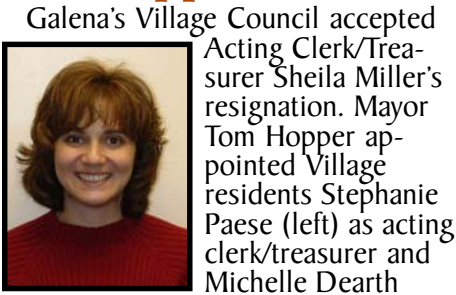 Galena's Village Council accepted
Acting Clerk/Trea-
surer Sheila Miller's
resignation. Mayor
Tom Hopper ap-
pointed Village
residents Stephanie
Paese (left) as acting
clerk/treasurer and
Michelle Dearth